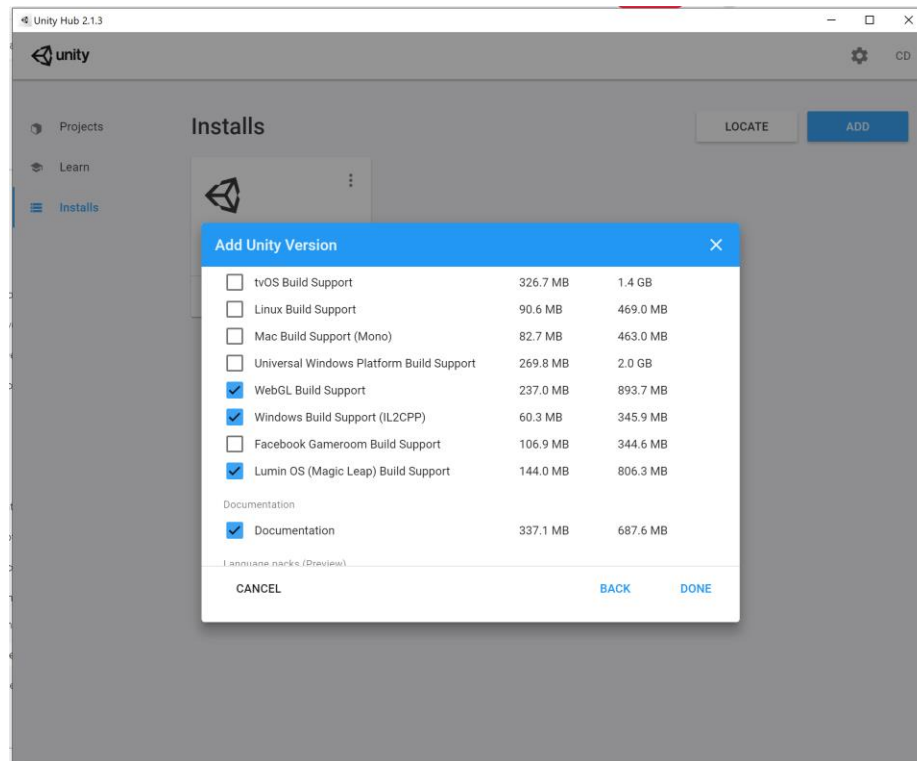 Unity Hub 2.1.3
unity
CD
Projects
Learn
Installs
Installs
LOCATE
ADD
Add Unity Version
tvOS Build Support 326.7 MB 1.4 GB
Linux Build Support 90.6 MB 469.0 MB
Mac Build Support (Mono) 82.7 MB 463.0 MB
Universal Windows Platform Build Support 269.8 MB 2.0 GB
WebGL Build Support 237.0 MB 893.7 MB
Windows Build Support (IL2CPP) 60.3 MB 345.9 MB
Facebook Gameroom Build Support 106.9 MB 344.6 MB
Lumin OS (Magic Leap) Build Support 144.0 MB 806.3 MB
Documentation
Documentation 337.1 MB 687.6 MB
Language packs (Preview)
CANCEL
BACK
DONE